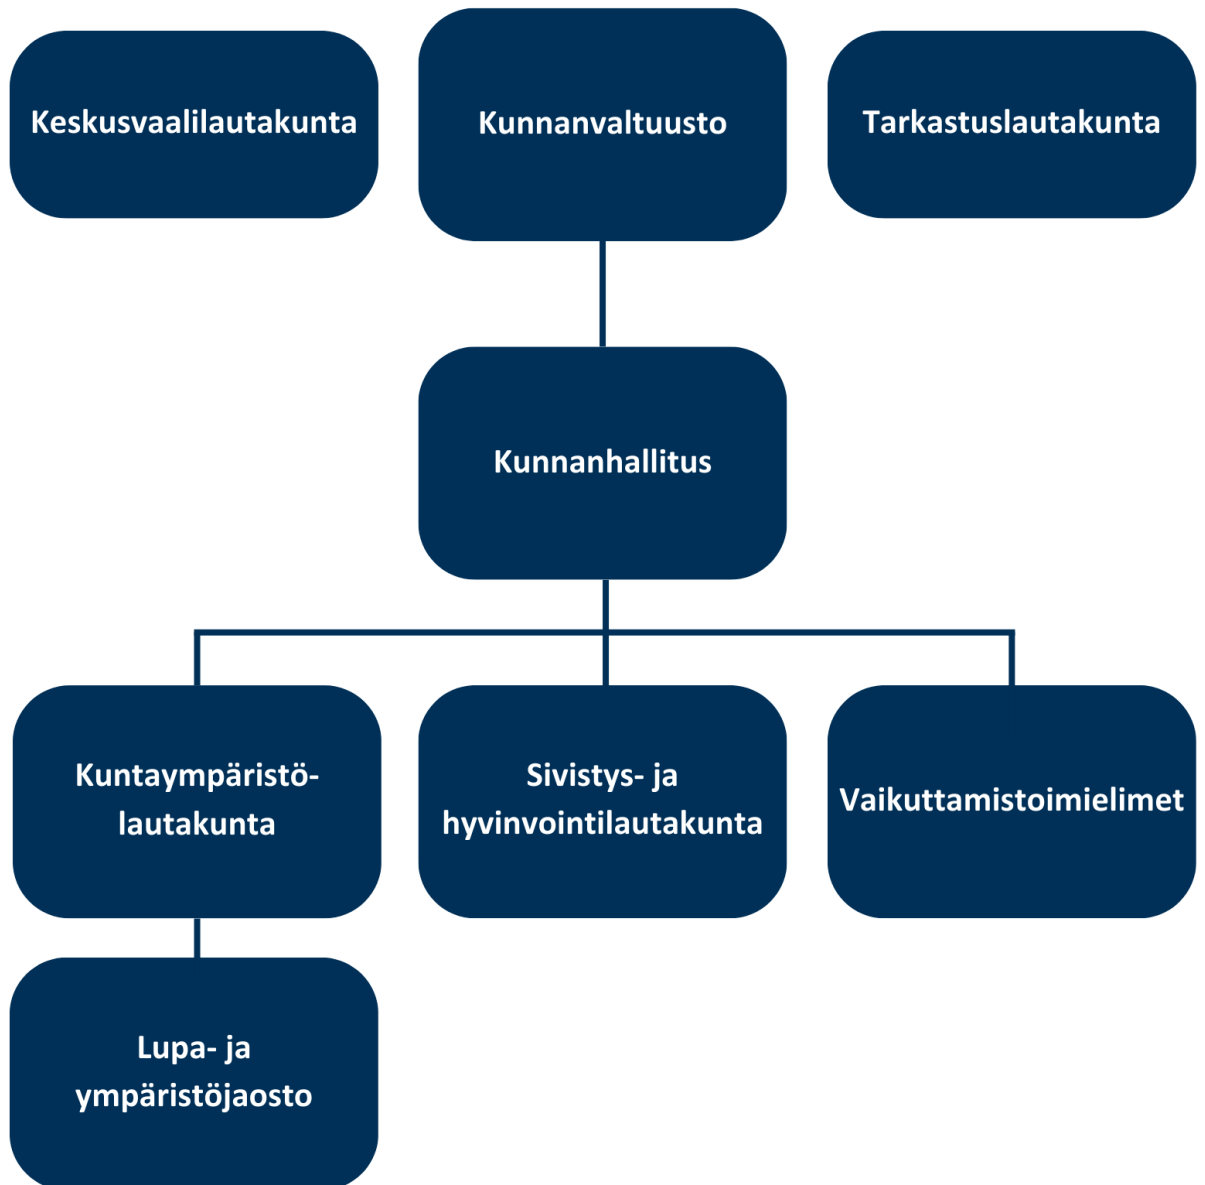 Keskusvaalilautakunta
Kunnanvaltuusto
Tarkastuslautakunta
Kunnanhallitus
Kuntaympäristö-
lautakunta
Sivistys- ja
hyvinvointilautakunta
Vaikuttamistoimielimet
Lupa- ja
ympäristöjaosto